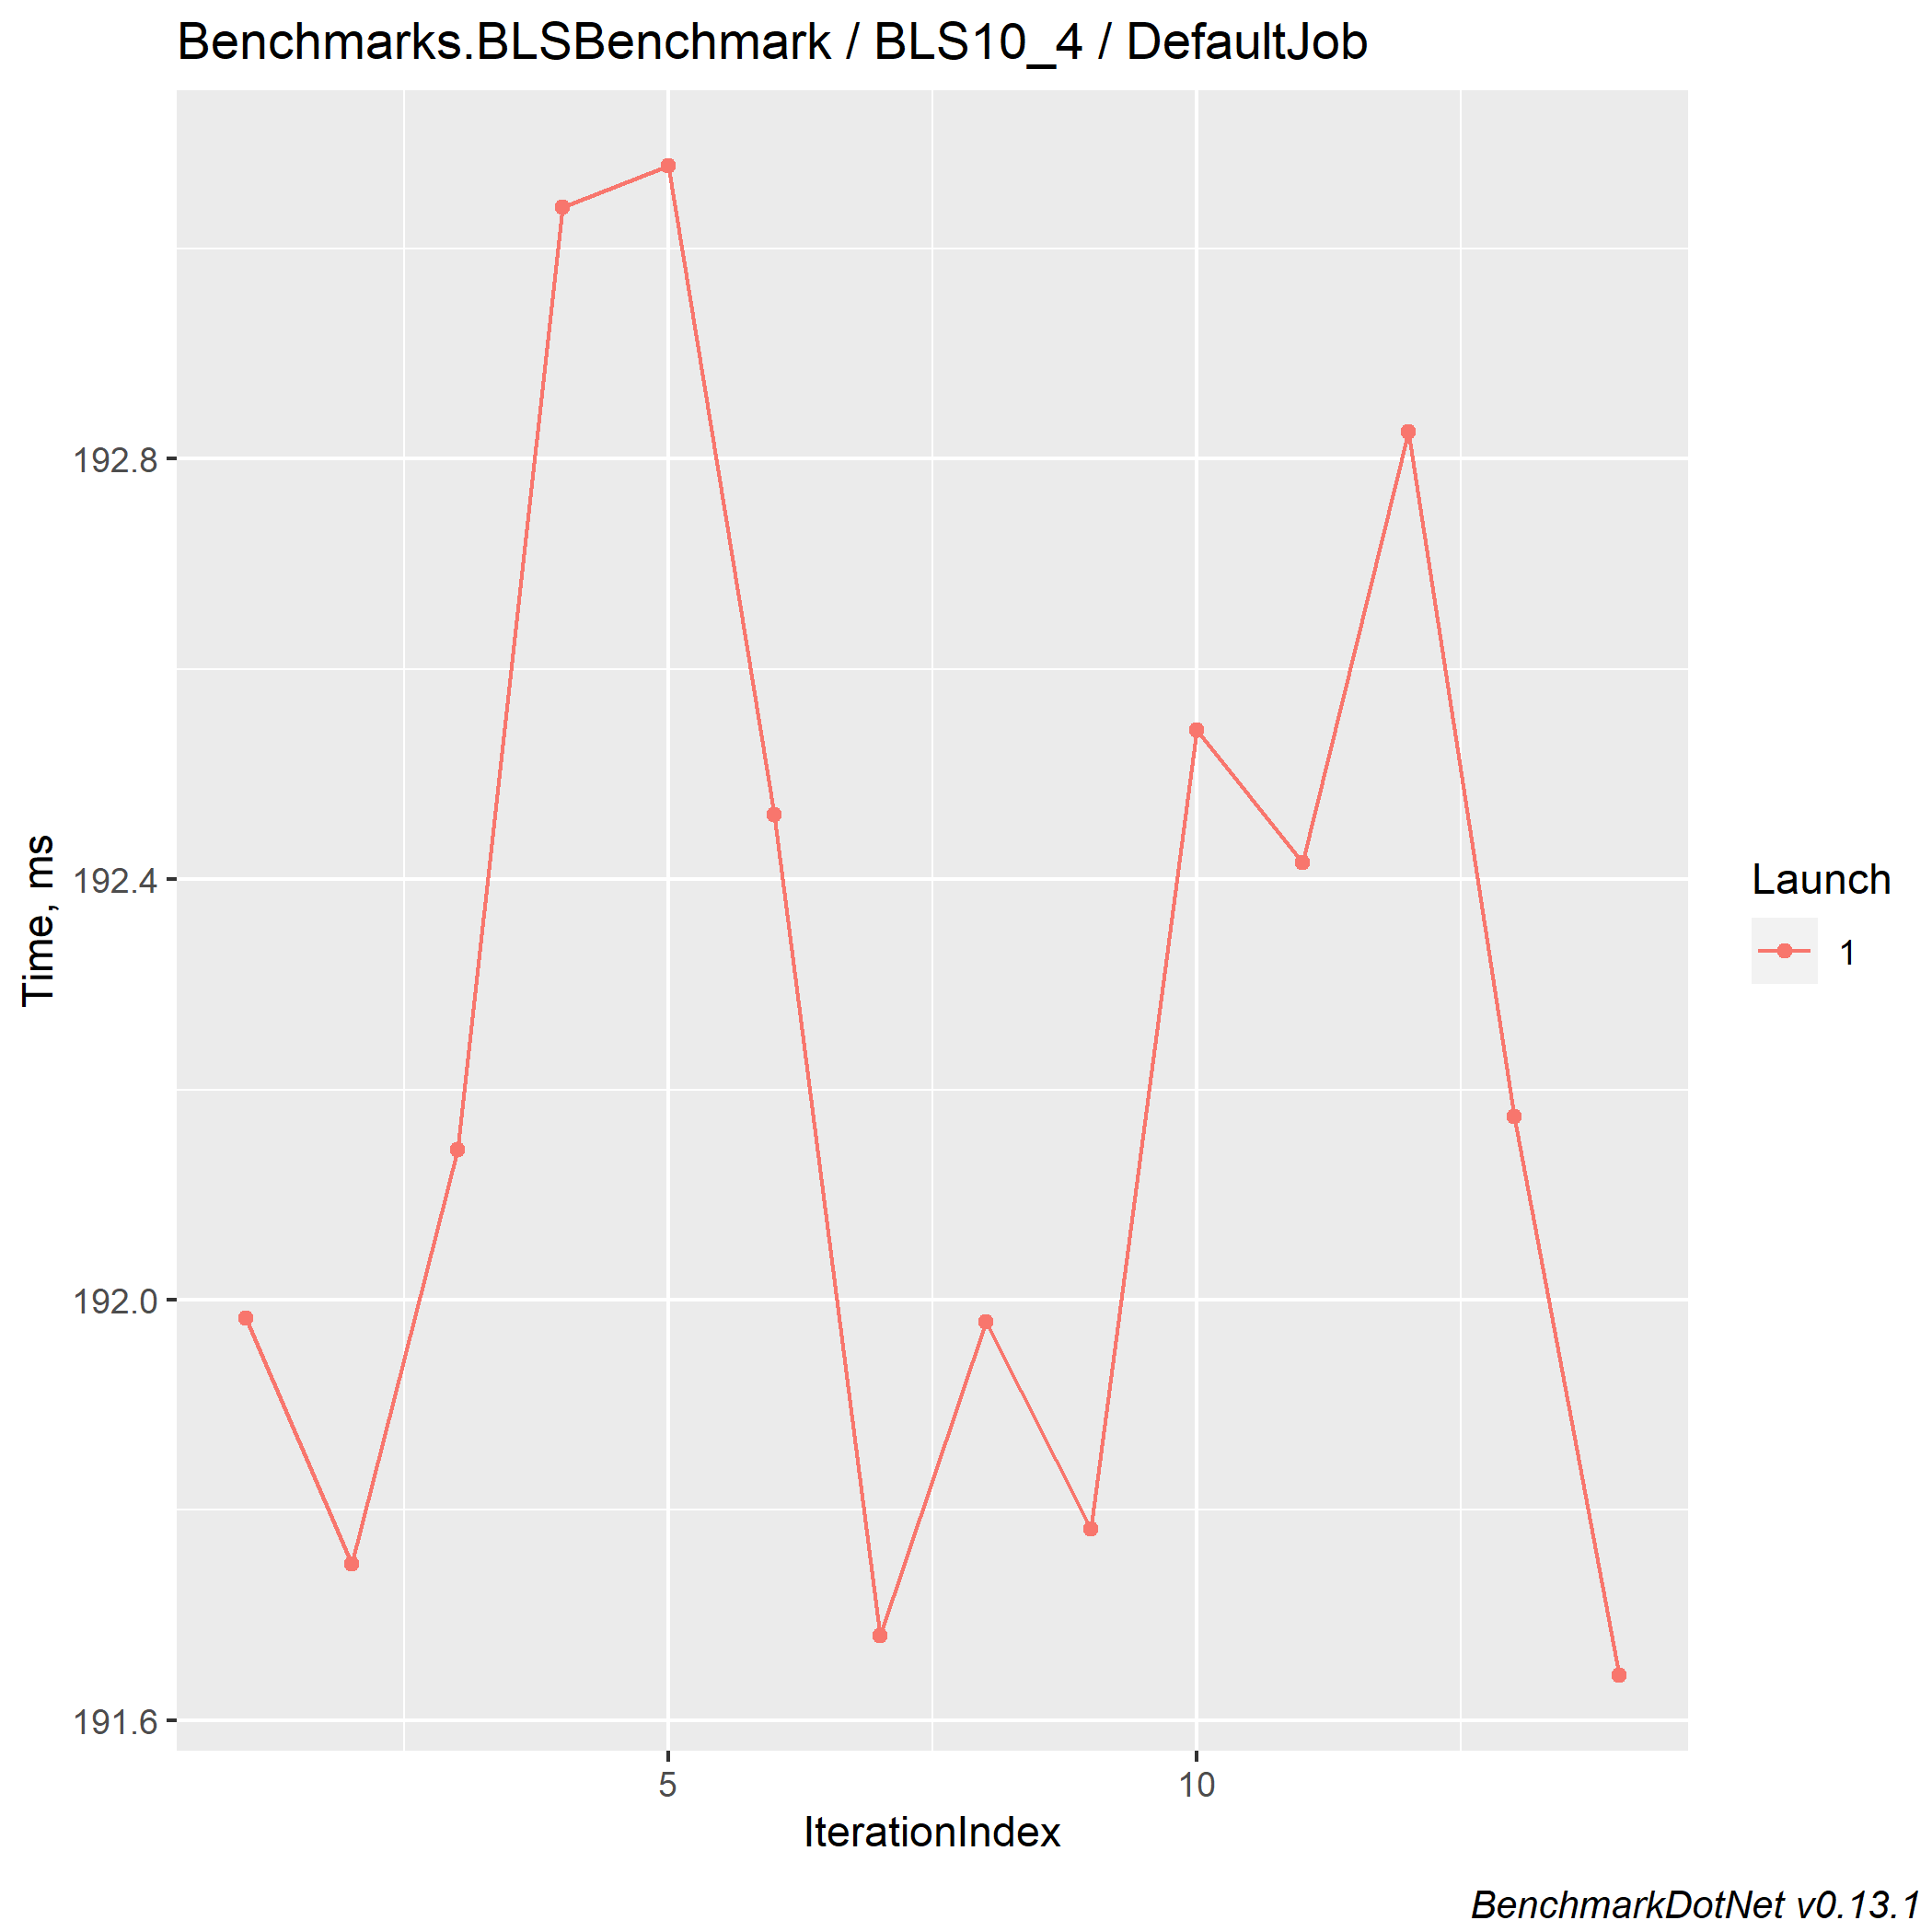 Benchmarks.BLSBenchmark / BLS10_4 / DefaultJob
192.8
192.4
192.0
191.6
Time, ms
5
10
IterationIndex
Launch
1
BenchmarkDotNet v0.13.1